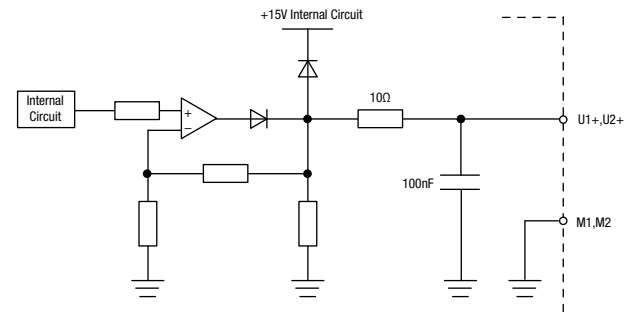 +15V Internal Circuit
10Ω
Internal
Circuit
+
−
U1+,U2+
100nF
M1,M2